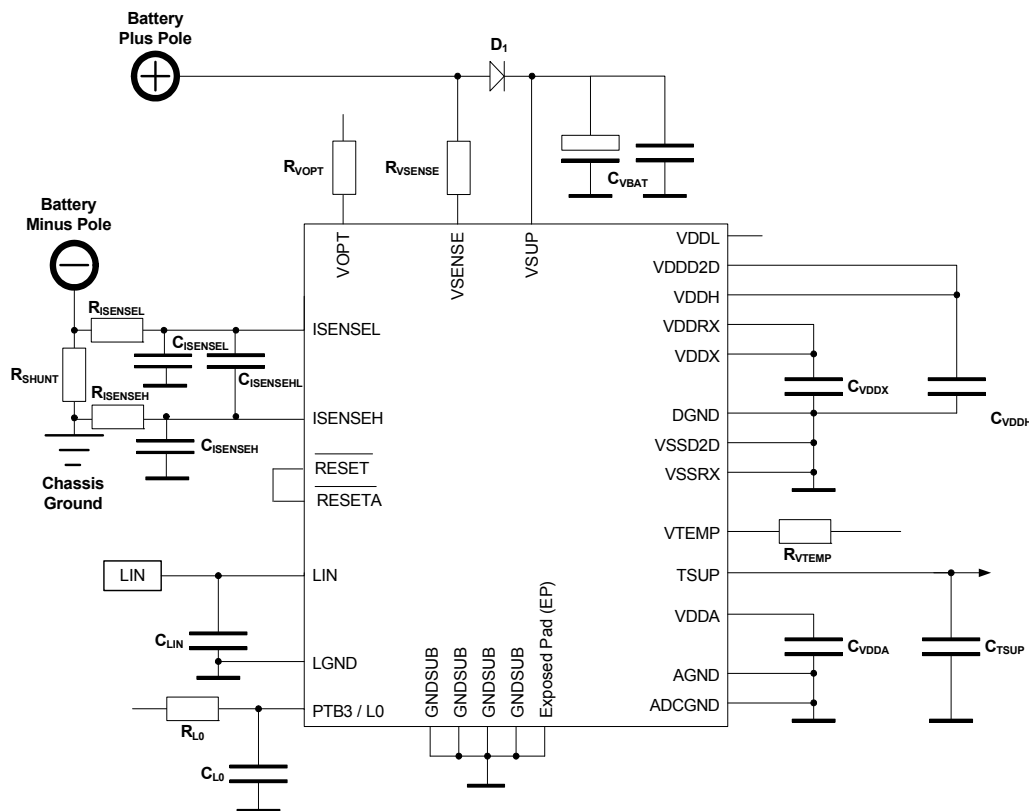 Battery
Plus Pole
D1
RVOPT
RVSENSE
CVBAT
Battery
Minus Pole
VOPT
VSENSE
VSUP
VDDL
VDDD2D
VDDH
VDDRX
VDDX
DGND
VSSD2D
VSSRX
CVDDX
CVDDH
RISENSEL
ISENSEL
CISENSEL
RSHUNT
CISENSEHL
RISENSEH
ISENSEH
CISENSEH
Chassis
Ground
RESET
RESETA
VTEMP
RVTEMP
LIN
LIN
TSUP
CLIN
LGND
VDDA
CVDDA
CTSUP
AGND
ADCGND
GNDSUB
GNDSUB
GNDSUB
GNDSUB
Exposed Pad (EP)
PTB3 / L0
RL0
CL0